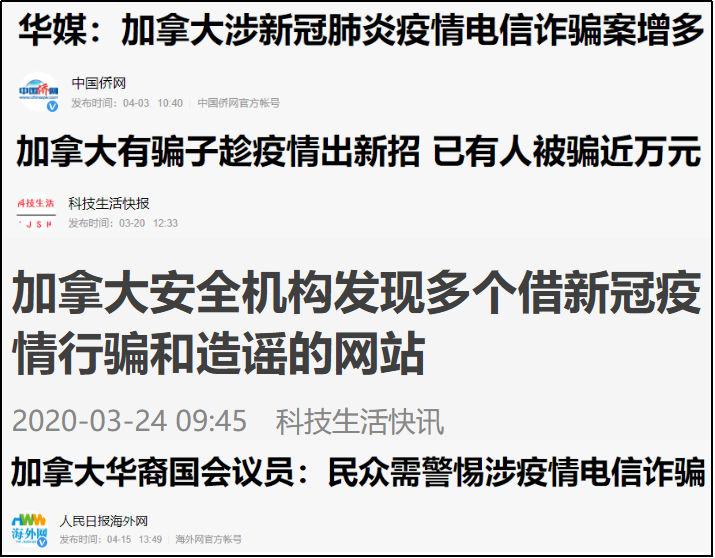 华媒：加拿大涉新冠肺炎疫情电信诈骗案增多
中国侨网
中国侨网
发布时间：04-03 10:40 中国侨网官方帐号
加拿大有骗子趁疫情出新招 已有人被骗近万元
科技生活
科技生活快报
JSH
发布时间：03-20 12:33
加拿大安全机构发现多个借新冠疫
情行骗和造谣的网站
2020-03-24 09:45 科技生活快讯
加拿大华裔国会议员：民众需警惕涉疫情电信诈骗
人民日报海外网
海外网
发布时间：04-15 13:49 海外网官方帐号